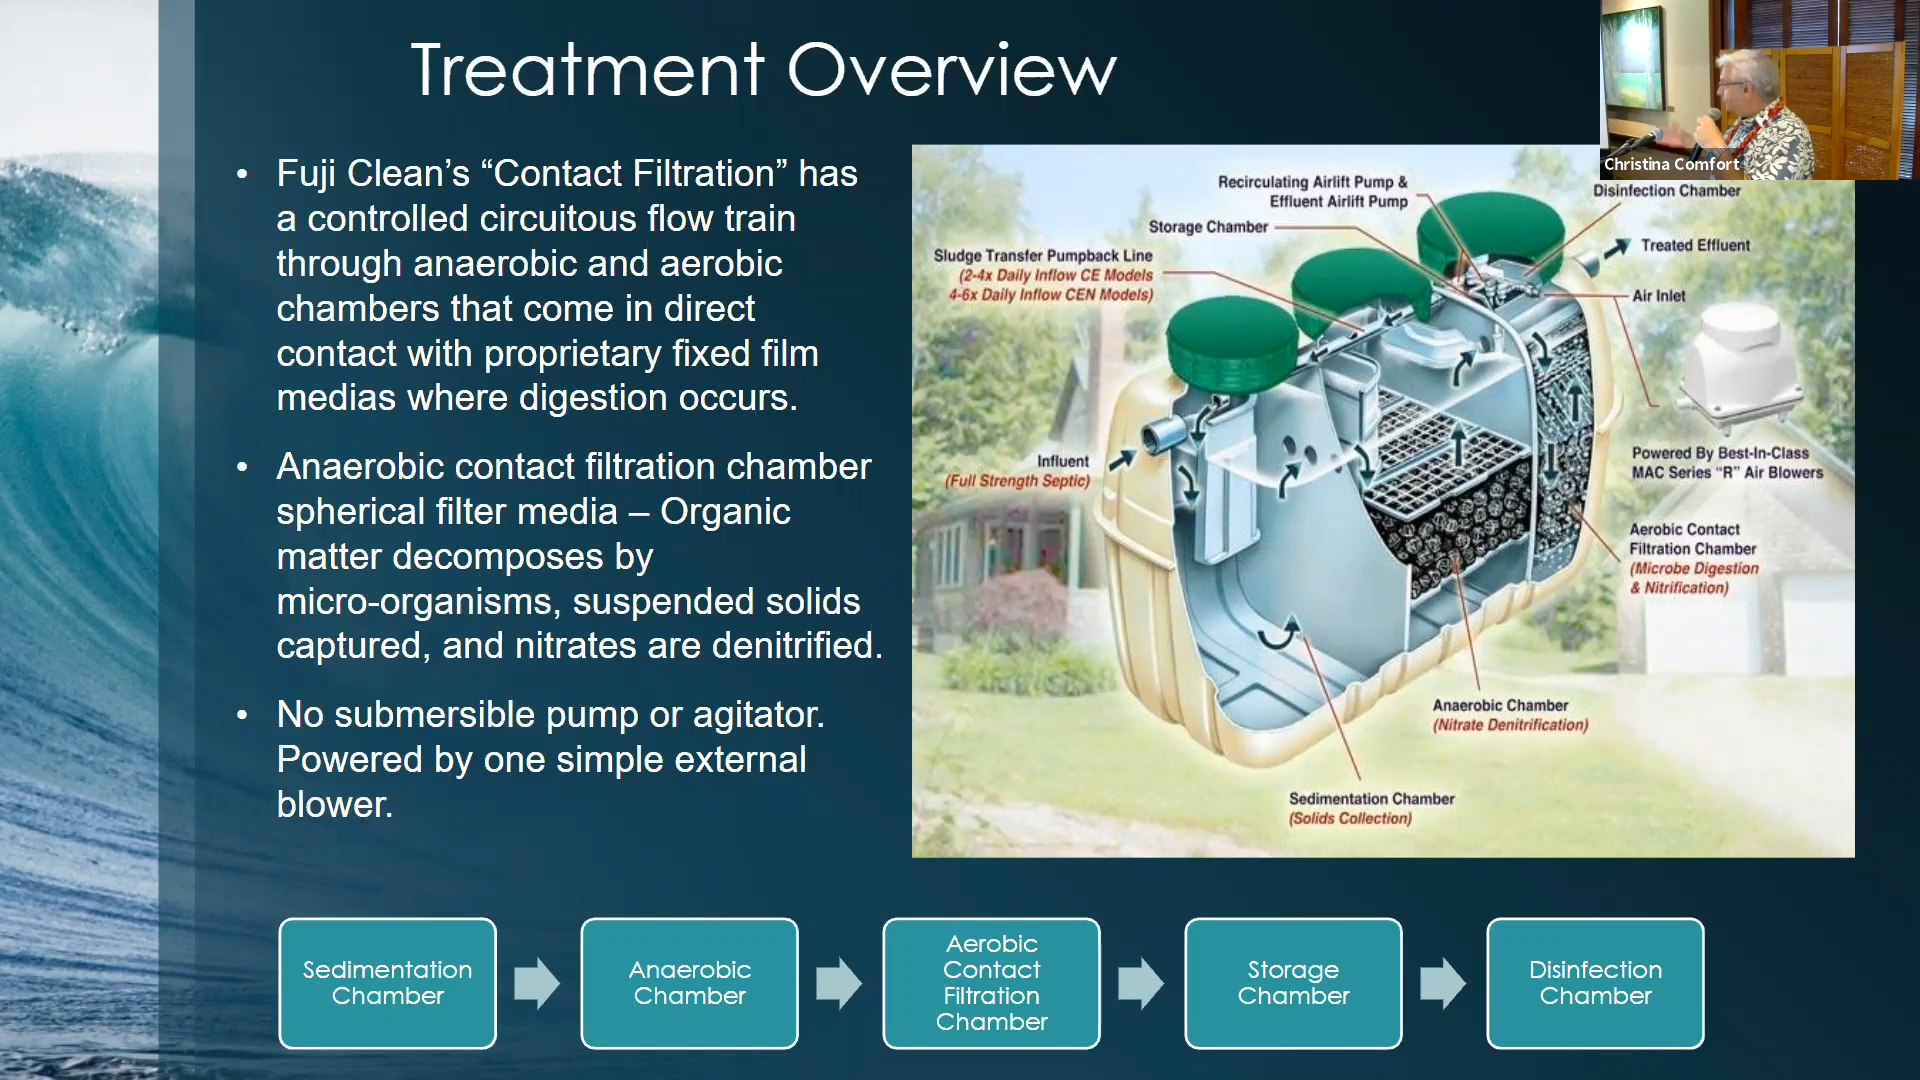 Treatment Overview
• Fuji Clean’s “Contact Filtration” has
a controlled circuitous flow train
through anaerobic and aerobic
chambers that come in direct
contact with proprietary fixed film
medias where digestion occurs.
• Anaerobic contact filtration chamber
spherical filter media – Organic
matter decomposes by
micro-organisms, suspended solids
captured, and nitrates are denitrified.
• No submersible pump or agitator.
Powered by one simple external
blower.
Christina Comfort
Recirculating Airlift Pump &
Effluent Airlift Pump
Disinfection Chamber
Storage Chamber
Treated Effluent
Sludge Transfer Pumpback Line
(2-4x Daily Inflow CE Models
4-6x Daily Inflow CEN Models)
Air Inlet
Influent
(Full Strength Septic)
Powered By Best-In-Class
MAC Series “R” Air Blowers
Aerobic Contact
Filtration Chamber
(Microbe Digestion
& Nitrification)
Anaerobic Chamber
(Nitrate Denitrification)
Sedimentation Chamber
(Solids Collection)
Sedimentation
Chamber
Anaerobic
Chamber
Aerobic
Contact
Filtration
Chamber
Storage
Chamber
Disinfection
Chamber